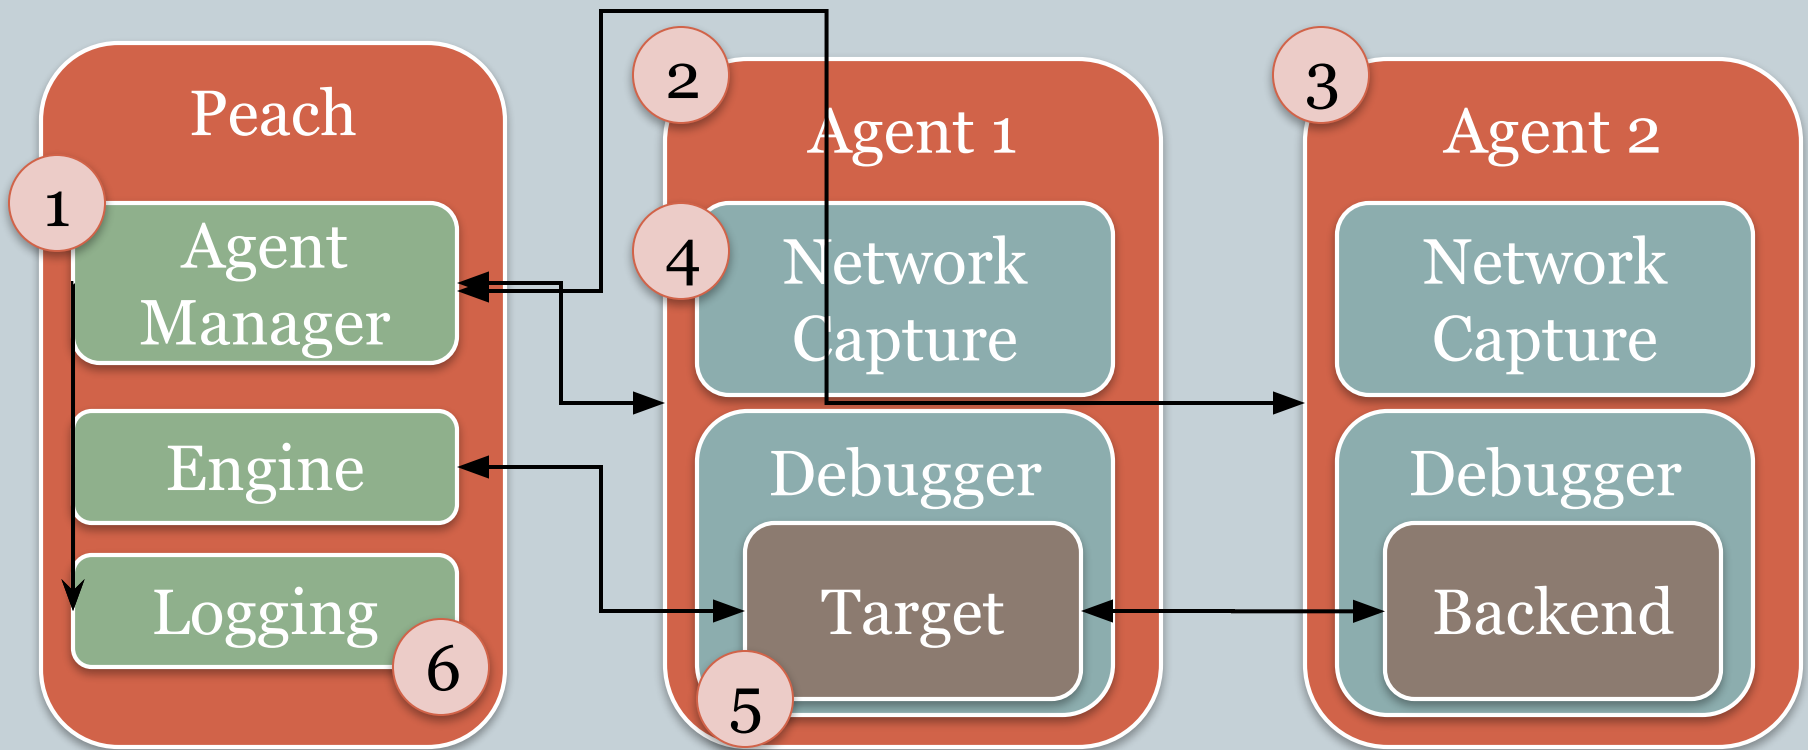 Peach
1
Agent
Manager
Engine
Logging
6
2
Agent 1
4
Network
Capture
Debugger
Target
5
3
Agent 2
Network
Capture
Debugger
Backend